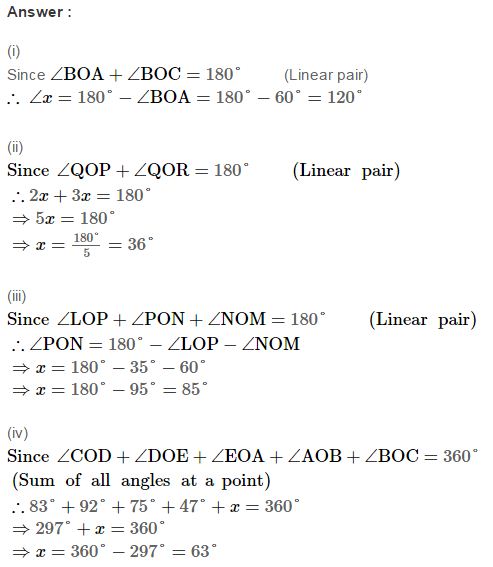 Answer :
(i)
Since ∠BOA + ∠BOC = 180° (Linear pair)
∴ ∠x = 180° − ∠BOA = 180° − 60° = 120°
(ii)
Since ∠QOP + ∠QOR = 180° (Linear pair)
∴ 2x + 3x = 180°
⇒ 5x = 180°
⇒ x = 180°/5 = 36°
(iii)
Since ∠LOP + ∠PON + ∠NOM = 180° (Linear pair)
∴ ∠PON = 180° − ∠LOP − ∠NOM
⇒ x = 180° − 35° − 60°
⇒ x = 180° − 95° = 85°
(iv)
Since ∠COD + ∠DOE + ∠EOA + ∠AOB + ∠BOC = 360°
(Sum of all angles at a point)
∴ 83° + 92° + 75° + 47° + x = 360°
⇒ 297° + x = 360°
⇒ x = 360° − 297° = 63°